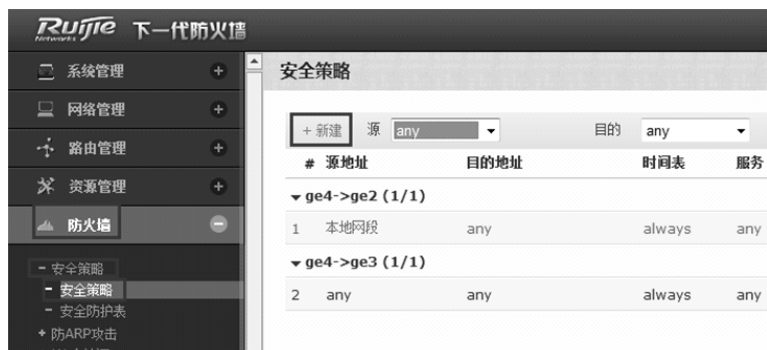 Ruijie Networks 下一代防火墙
系统管理
网络管理
路由管理
资源管理
防火墙
- 安全策略
- 安全策略
- 安全防护表
+ 防ARP攻击
安全策略
+ 新建 源 any 目的 any
# 源地址 目的地址 时间表 服务
ge4->ge2 (1/1)
1 本地网段 any always any
ge4->ge3 (1/1)
2 any any always any